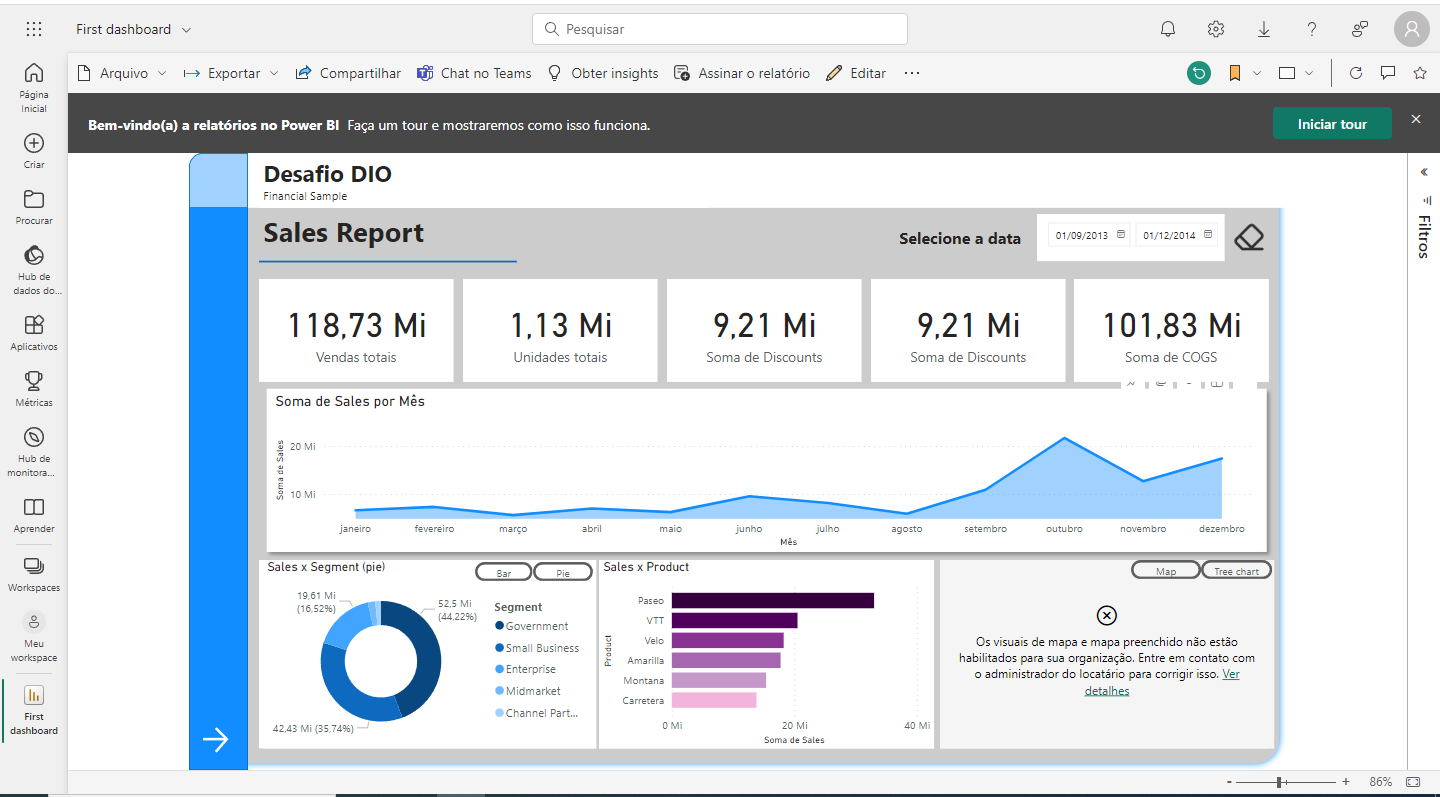 First dashboard
Pesquisar
Arquivo
Exportar
Compartilhar
Chat no Teams
Obter insights
Assinar o relatório
Editar
Página
Inicial
Criar
Procurar
Hub de
dados do...
Aplicativos
Métricas
Hub de
monitora...
Aprender
Workspaces
Meu
workspace
First
dashboard
Bem-vindo(a) a relatórios no Power BI Faça um tour e mostraremos como isso funciona.
Iniciar tour
Filtros
Desafio DIO
Financial Sample
Sales Report
Selecione a data
01/09/2013
01/12/2014
118,73 Mi
Vendas totais
1,13 Mi
Unidades totais
9,21 Mi
Soma de Discounts
9,21 Mi
Soma de Discounts
101,83 Mi
Soma de COGS
Soma de Sales por Mês
Soma de Sales
20 Mi
10 Mi
janeiro
fevereiro
março
abril
maio
junho
julho
agosto
setembro
outubro
novembro
dezembro
Mês
Sales x Segment (pie)
Bar
Pie
19,61 Mi
(16,52%)
52,5 Mi
(44,22%)
42,43 Mi (35,74%)
Segment
Government
Small Business
Enterprise
Midmarket
Channel Part...
Sales x Product
Product
Paseo
VTT
Velo
Amarilla
Montana
Carretera
0 Mi
20 Mi
40 Mi
Soma de Sales
Map
Tree chart
Os visuais de mapa e mapa preenchido não estão
habilitados para sua organização. Entre em contato com
o administrador do locatário para corrigir isso. Ver
detalhes
- + 86%